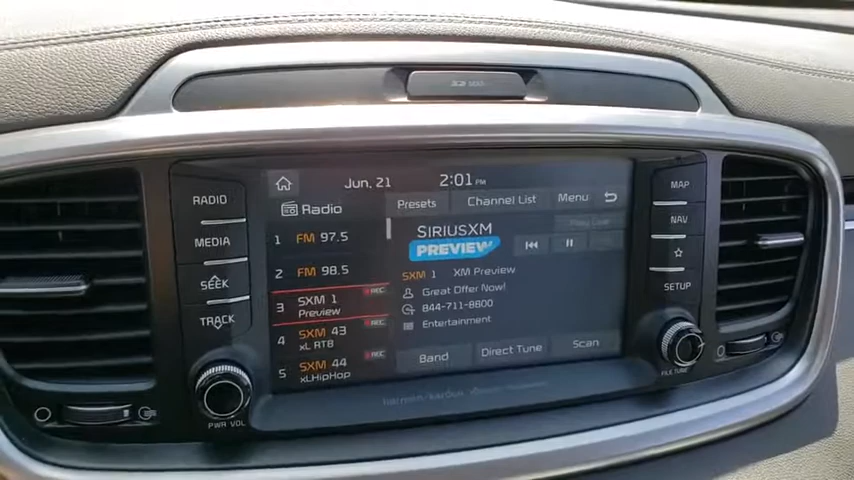 Jun, 21
2:01 PM
RADIO
MEDIA
SEEK
TRACK
PWR VOL
Radio
Presets
Channel List
Menu
1 FM 97.5
2 FM 98.5
3 SXM 1 REC
Preview
4 SXM 43 REC
xL RTB
5 SXM 44 REC
xLHipHop
SIRIUSXM
PREVIEW
SXM 1 XM Preview
Great Offer Now!
844-711-8800
Entertainment
Band
Direct Tune
Scan
harman/kardon
MAP
NAV
SETUP
FILE TUNE